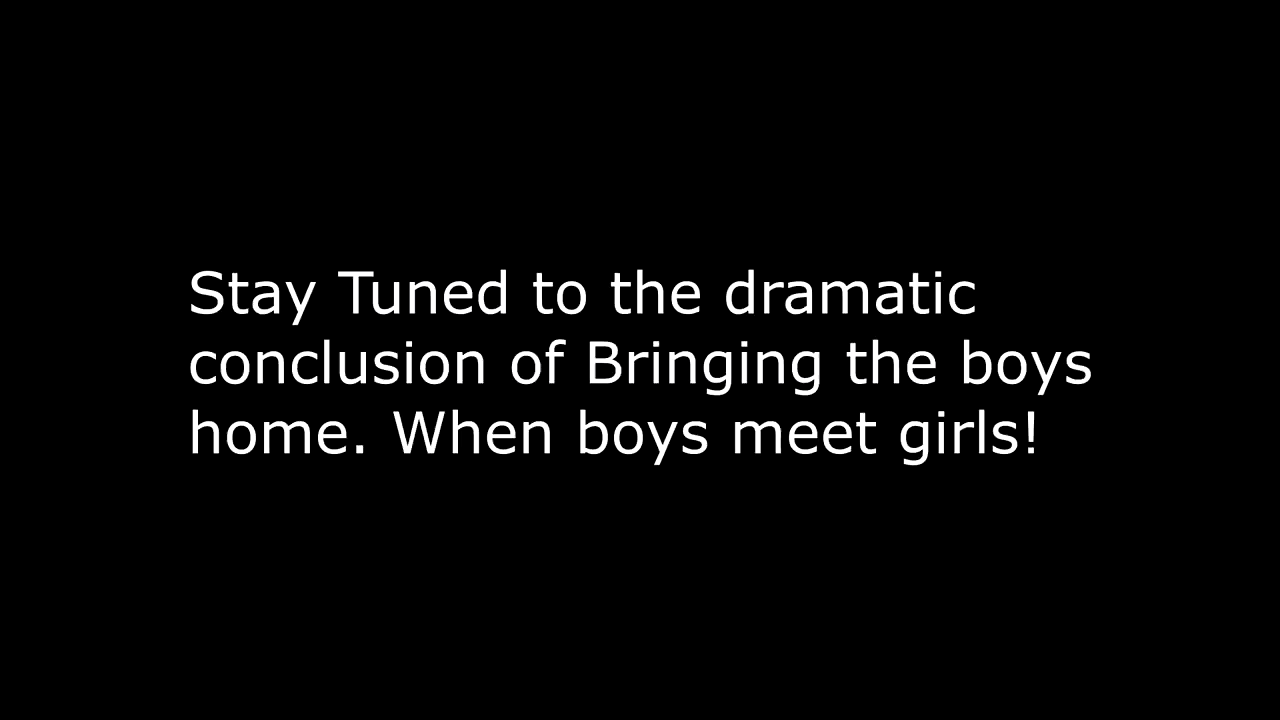 Stay Tuned to the dramatic
conclusion of Bringing the boys
home. When boys meet girls!